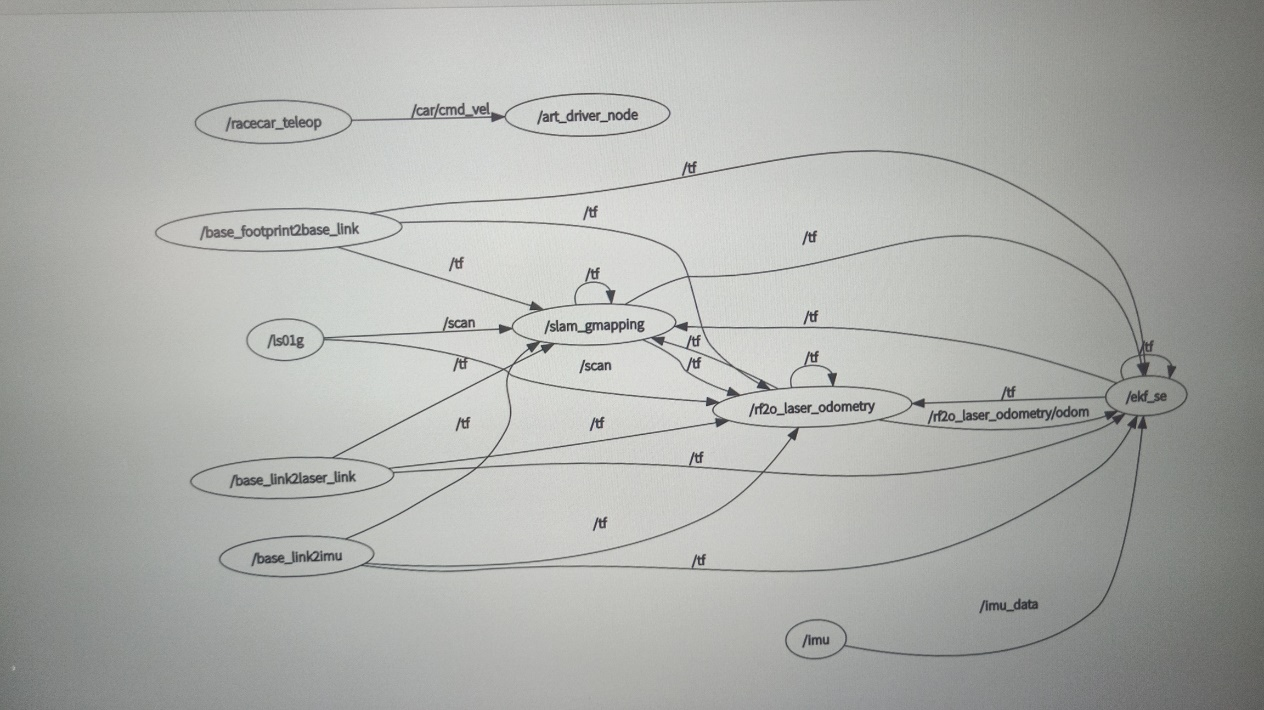 /car/cmd_vel
/racecar_teleop
/art_driver_node
/tf
/tf
/base_footprint2base_link
/tf
/tf
/tf
/scan
/slam_gmapping
/tf
/ls01g
/tf
/tf
/scan
/tf
/tf
/tf
/tf
/ekf_se
/rf2o_laser_odometry
/rf2o_laser_odometry/odom
/tf
/tf
/tf
/base_link2laser_link
/tf
/base_link2imu
/tf
/imu_data
/imu